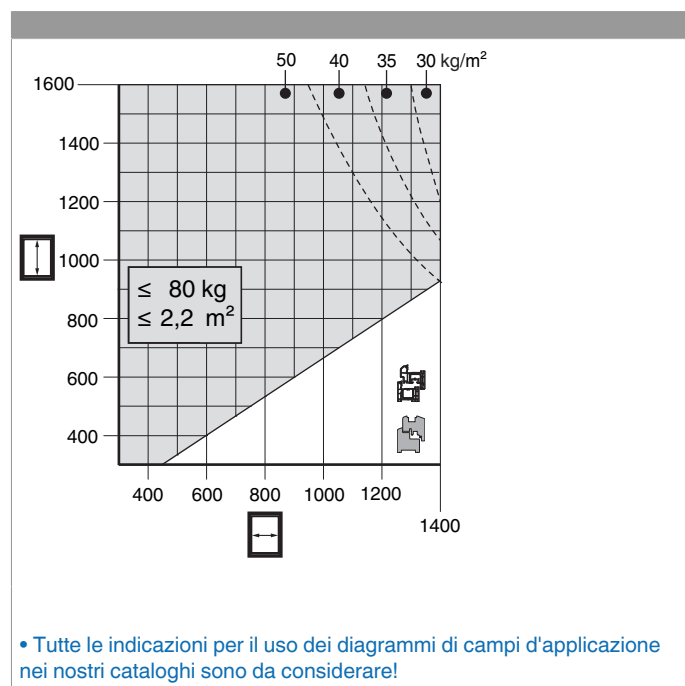 50 40 35 30 kg/m²
1600
1400
1200
1000
≤ 80 kg
≤ 2,2 m²
800
600
400
400 600 800 1000 1200
1400
• Tutte le indicazioni per il uso dei diagrammi di campi d'applicazione
nei nostri cataloghi sono da considerare!